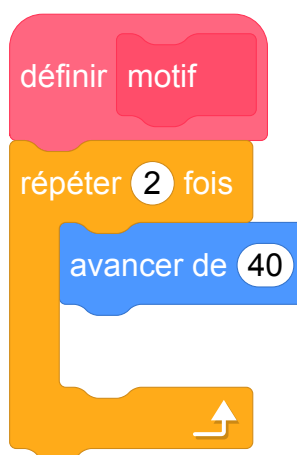 définir motif
répéter 2 fois
avancer de 40